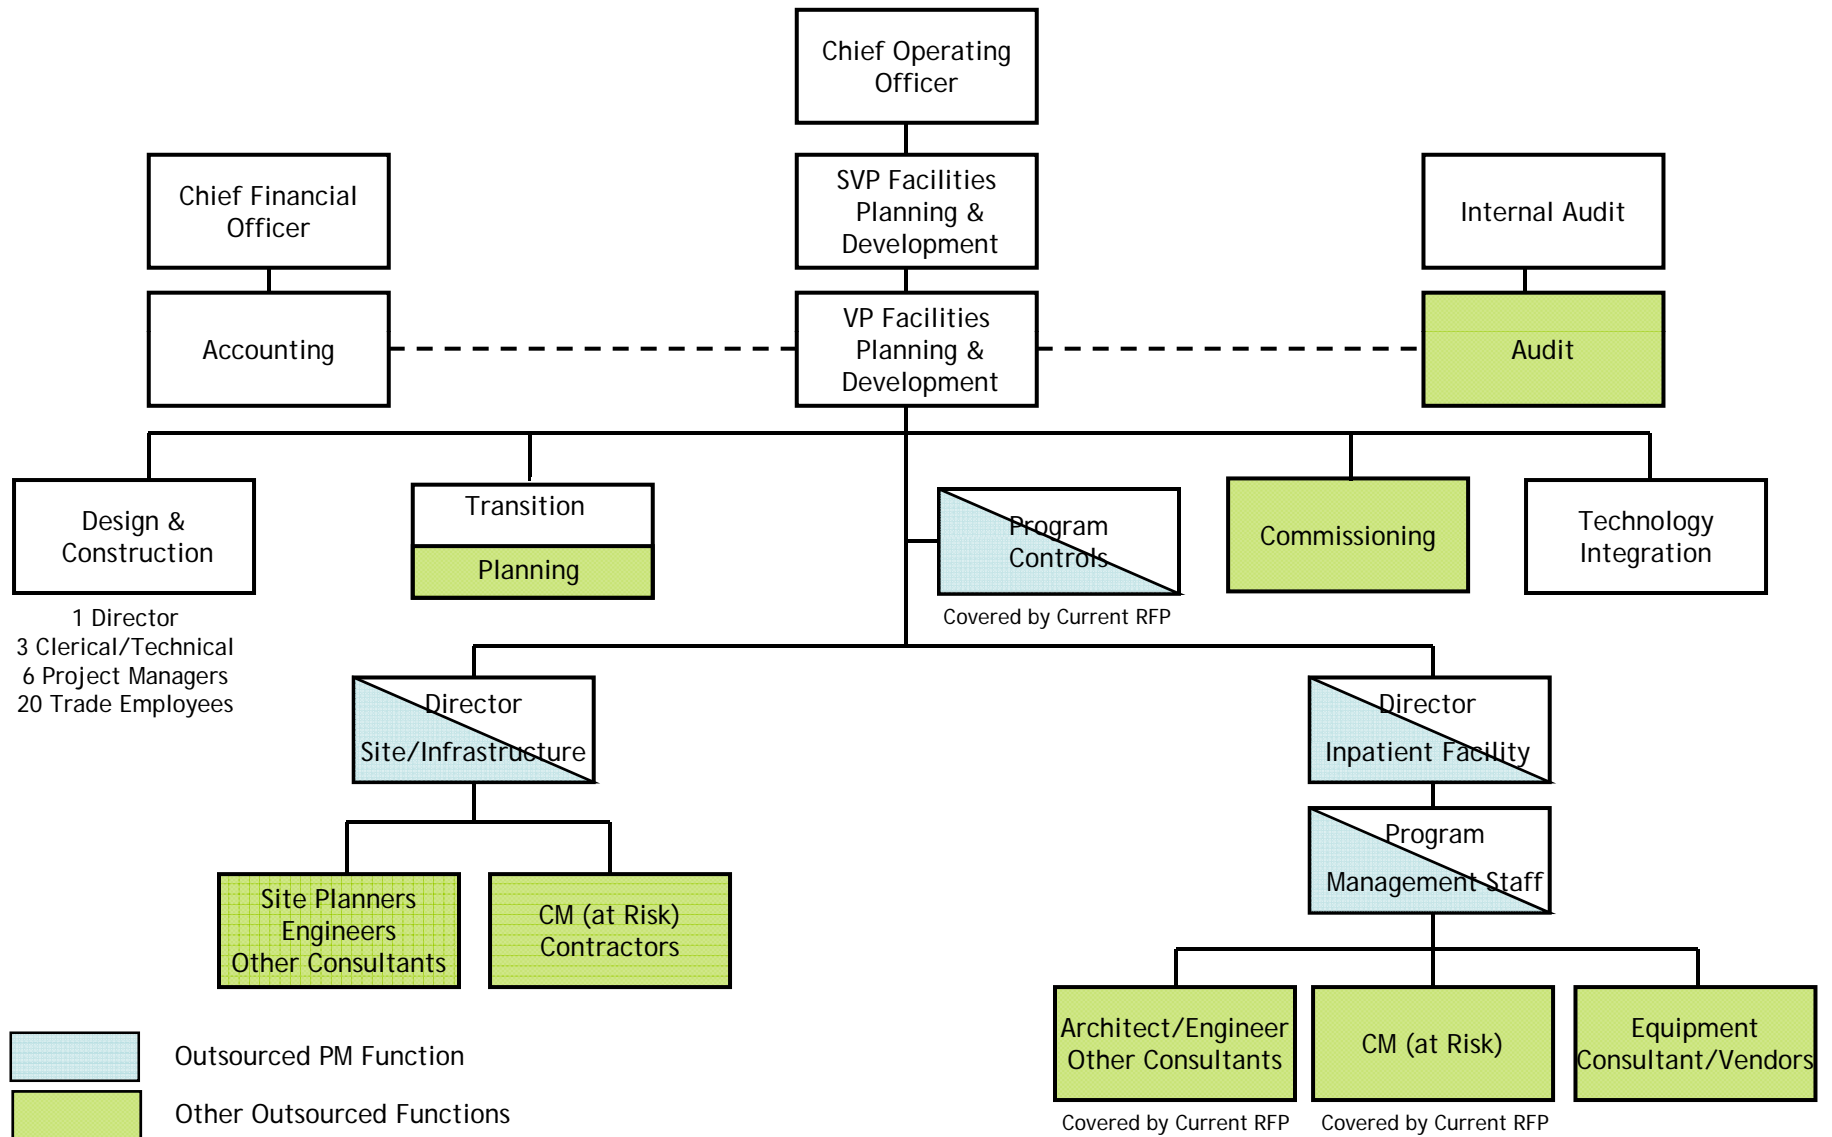 Chief Operating
Officer
Chief Financial
Officer
SVP Facilities
Planning &
Development
Internal Audit
Accounting
VP Facilities
Planning &
Development
Audit
Design &
Construction
1 Director
3 Clerical/Technical
6 Project Managers
20 Trade Employees
Transition
Planning
Program
Controls
Covered by Current RFP
Commissioning
Technology
Integration
Director
Site/Infrastructure
Director
Inpatient Facility
Program
Management Staff
Site Planners
Engineers
Other Consultants
CM (at Risk)
Contractors
Architect/Engineer
Other Consultants
Covered by Current RFP
CM (at Risk)
Covered by Current RFP
Equipment
Consultant/Vendors
Outsourced PM Function
Other Outsourced Functions